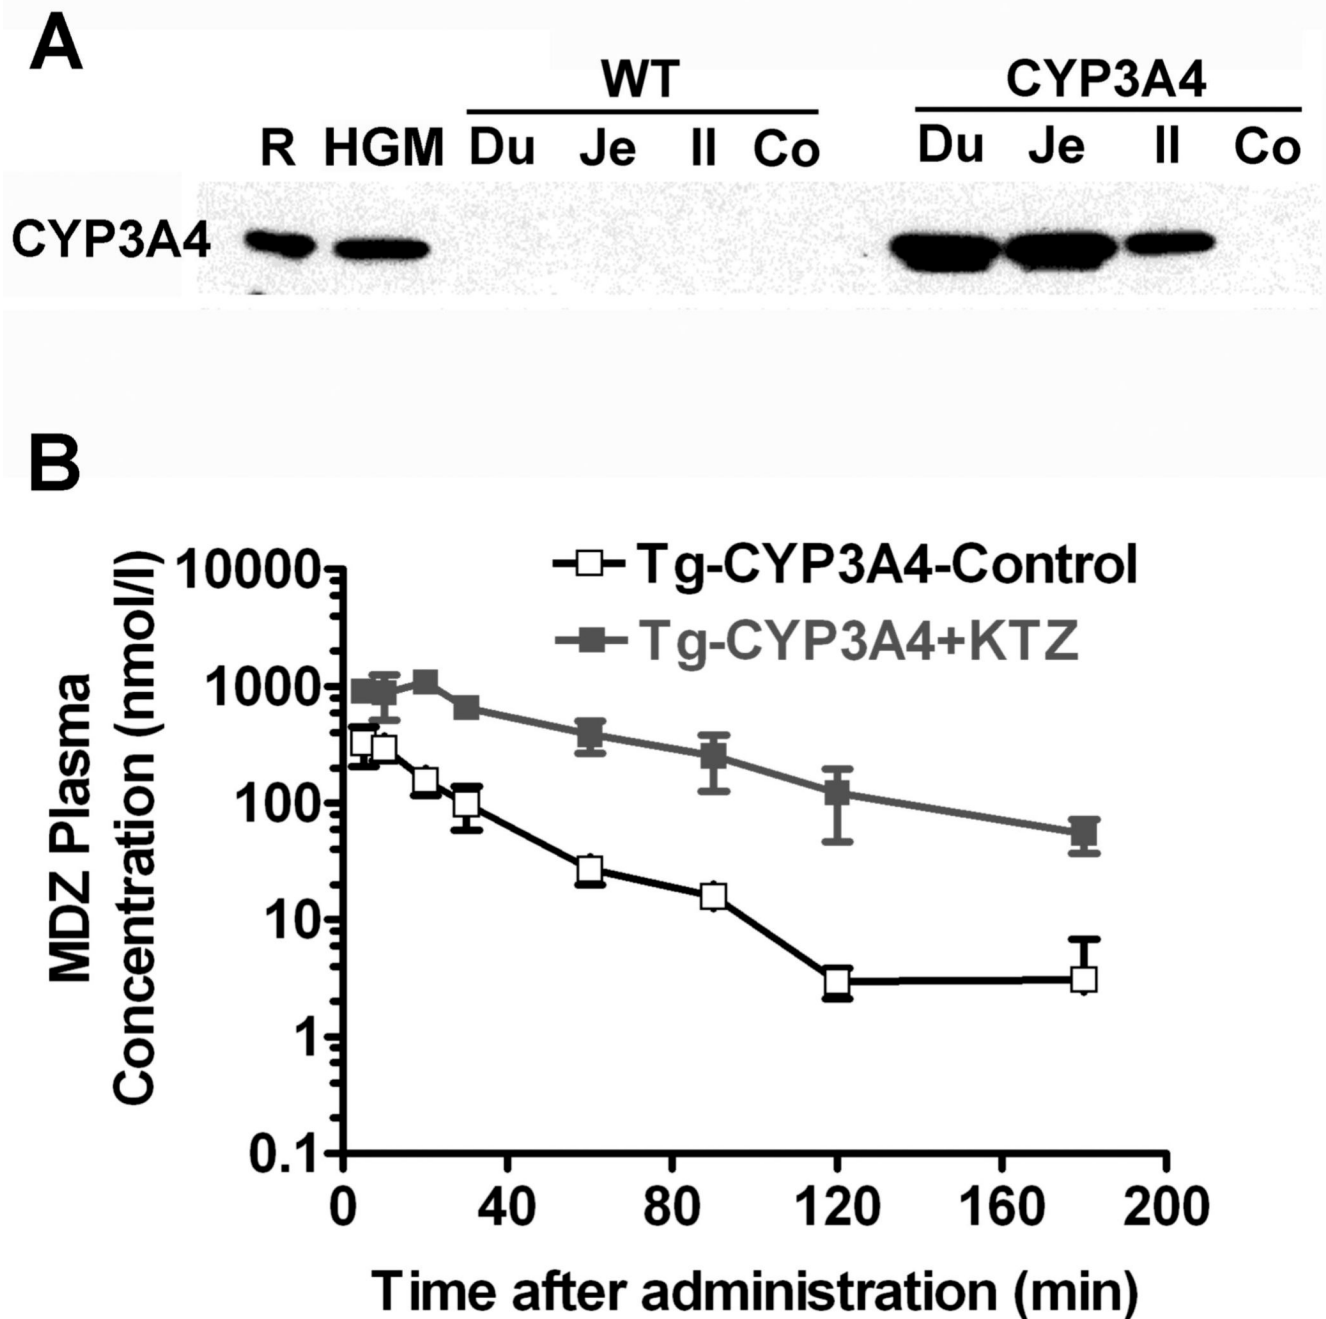 A
WT CYP3A4
R HGM Du Je Il Co Du Je Il Co
CYP3A4
B
Tg-CYP3A4-Control
Tg-CYP3A4+KTZ
MDZ Plasma
Concentration (nmol/l)
10000
1000
100
10
1
0.1
0 40 80 120 160 200
Time after administration (min)